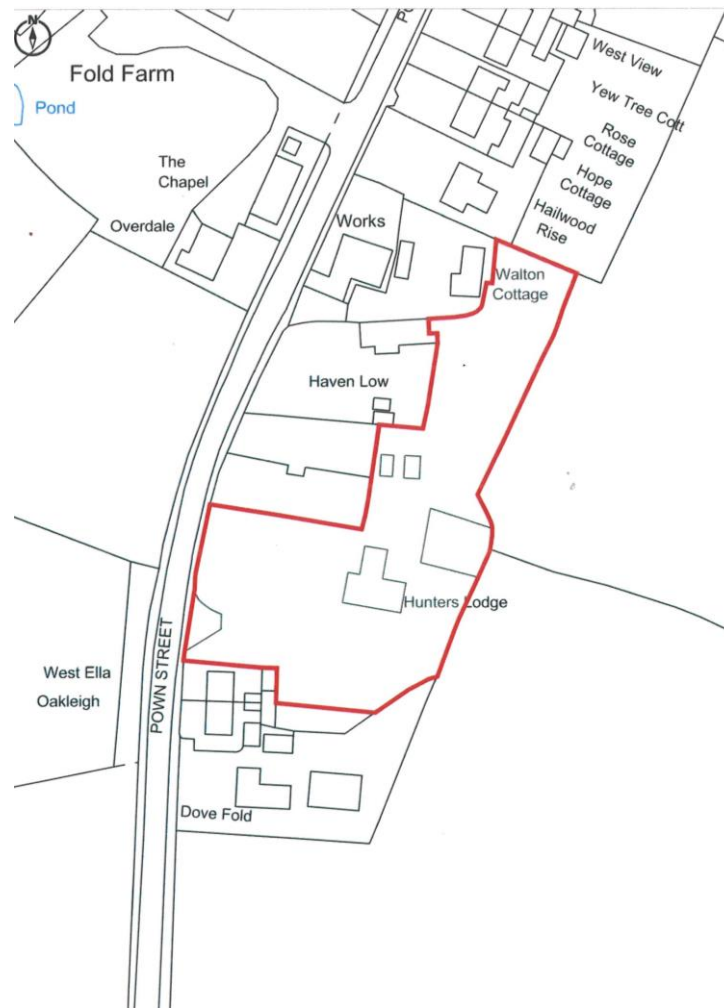 N
Fold Farm
Pond
The
Chapel
Overdale
Works
West View
Yew Tree Cott
Rose
Cottage
Hope
Cottage
Hailwood
Rise
Walton
Cottage
Haven Low
Hunters Lodge
POWN STREET
West Ella
Oakleigh
Dove Fold